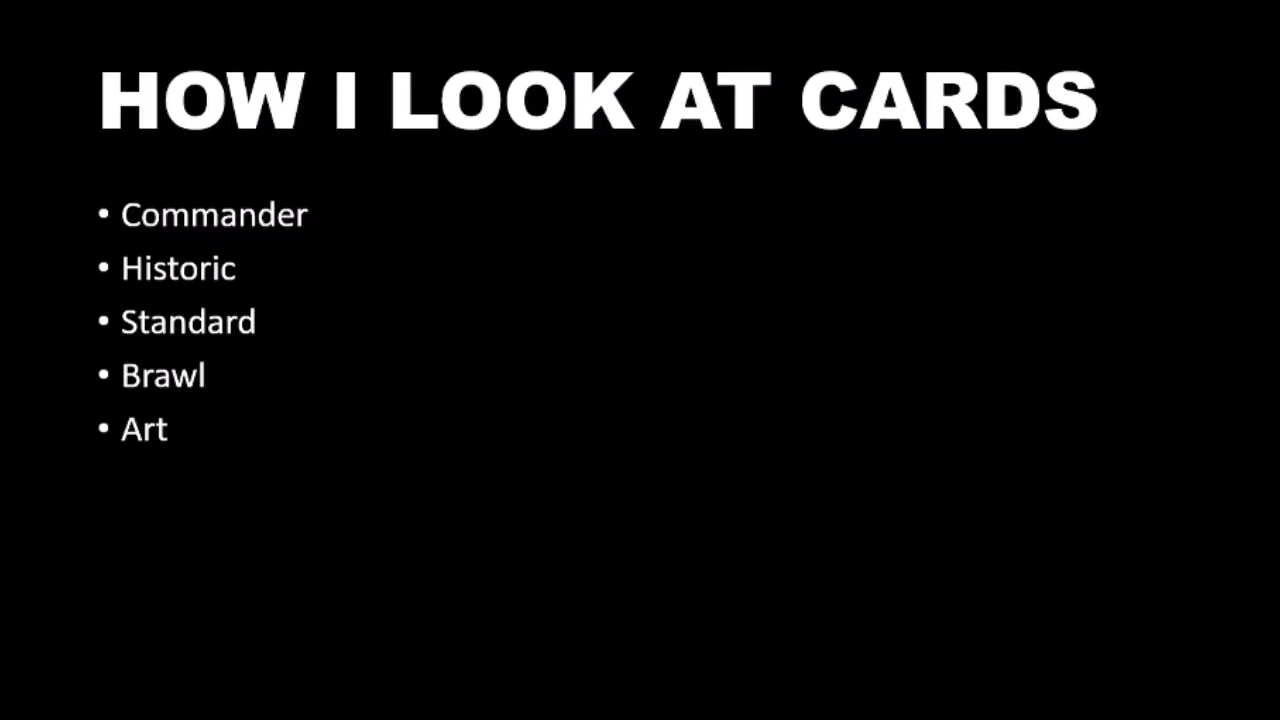 HOW I LOOK AT CARDS
• Commander
• Historic
• Standard
• Brawl
• Art